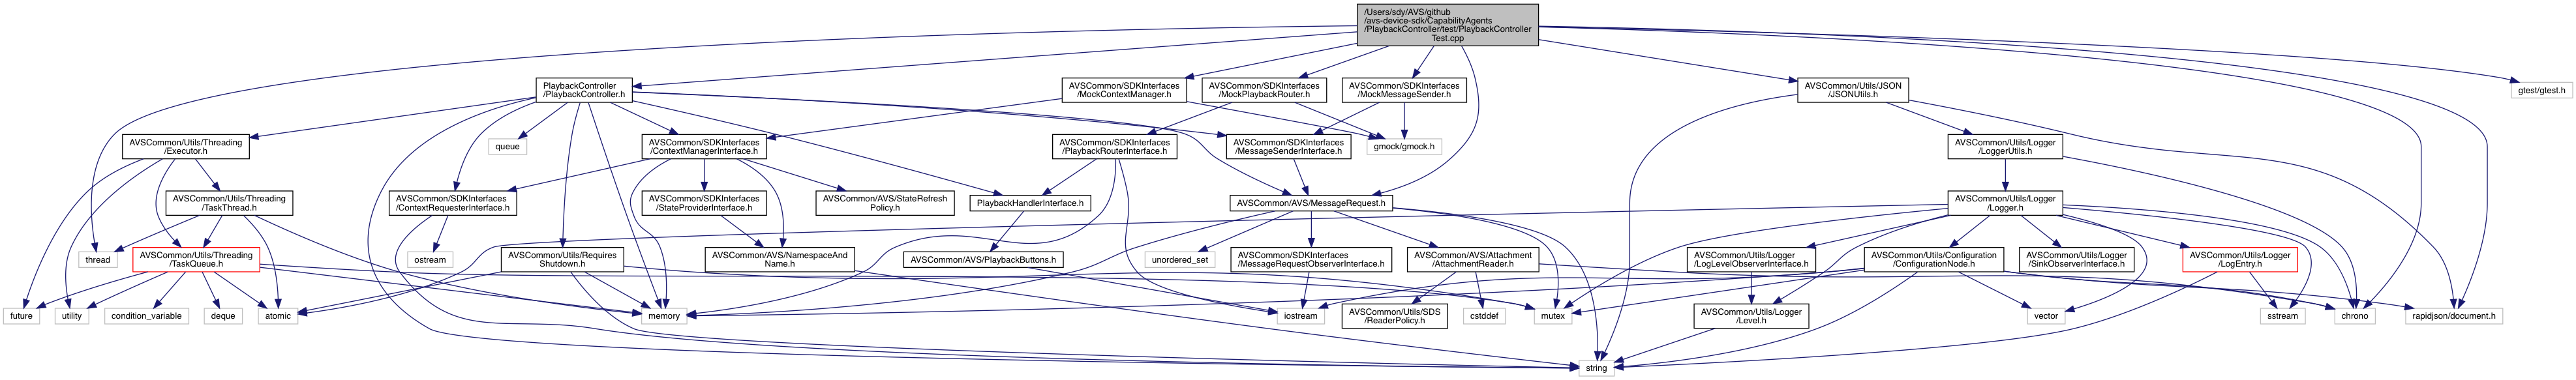 /Users/sdy/AVS/github
/avs-device-sdk/CapabilityAgents
/PlaybackController/test/PlaybackController
Test.cpp
PlaybackController
/PlaybackController.h
AVSCommon/SDKInterfaces
/MockContextManager.h
AVSCommon/SDKInterfaces
/MockPlaybackRouter.h
AVSCommon/SDKInterfaces
/MockMessageSender.h
AVSCommon/Utils/JSON
/JSONUtils.h
gtest/gtest.h
AVSCommon/Utils/Threading
/Executor.h
queue
AVSCommon/SDKInterfaces
/ContextManagerInterface.h
AVSCommon/SDKInterfaces
/PlaybackRouterInterface.h
AVSCommon/SDKInterfaces
/MessageSenderInterface.h
gmock/gmock.h
AVSCommon/Utils/Logger
/LoggerUtils.h
AVSCommon/Utils/Threading
/TaskThread.h
AVSCommon/SDKInterfaces
/ContextRequesterInterface.h
AVSCommon/SDKInterfaces
/StateProviderInterface.h
AVSCommon/AVS/StateRefresh
Policy.h
PlaybackHandlerInterface.h
AVSCommon/AVS/MessageRequest.h
AVSCommon/Utils/Logger
/Logger.h
thread
AVSCommon/Utils/Threading
/TaskQueue.h
ostream
AVSCommon/Utils/Requires
Shutdown.h
AVSCommon/AVS/NamespaceAnd
Name.h
AVSCommon/AVS/PlaybackButtons.h
unordered_set
AVSCommon/SDKInterfaces
/MessageRequestObserverInterface.h
AVSCommon/AVS/Attachment
/AttachmentReader.h
AVSCommon/Utils/Logger
/LogLevelObserverInterface.h
AVSCommon/Utils/Configuration
/ConfigurationNode.h
AVSCommon/Utils/Logger
/SinkObserverInterface.h
AVSCommon/Utils/Logger
/LogEntry.h
future
utility
condition_variable
deque
atomic
memory
iostream
AVSCommon/Utils/SDS
/ReaderPolicy.h
cstddef
mutex
AVSCommon/Utils/Logger
/Level.h
vector
sstream
chrono
rapidjson/document.h
string